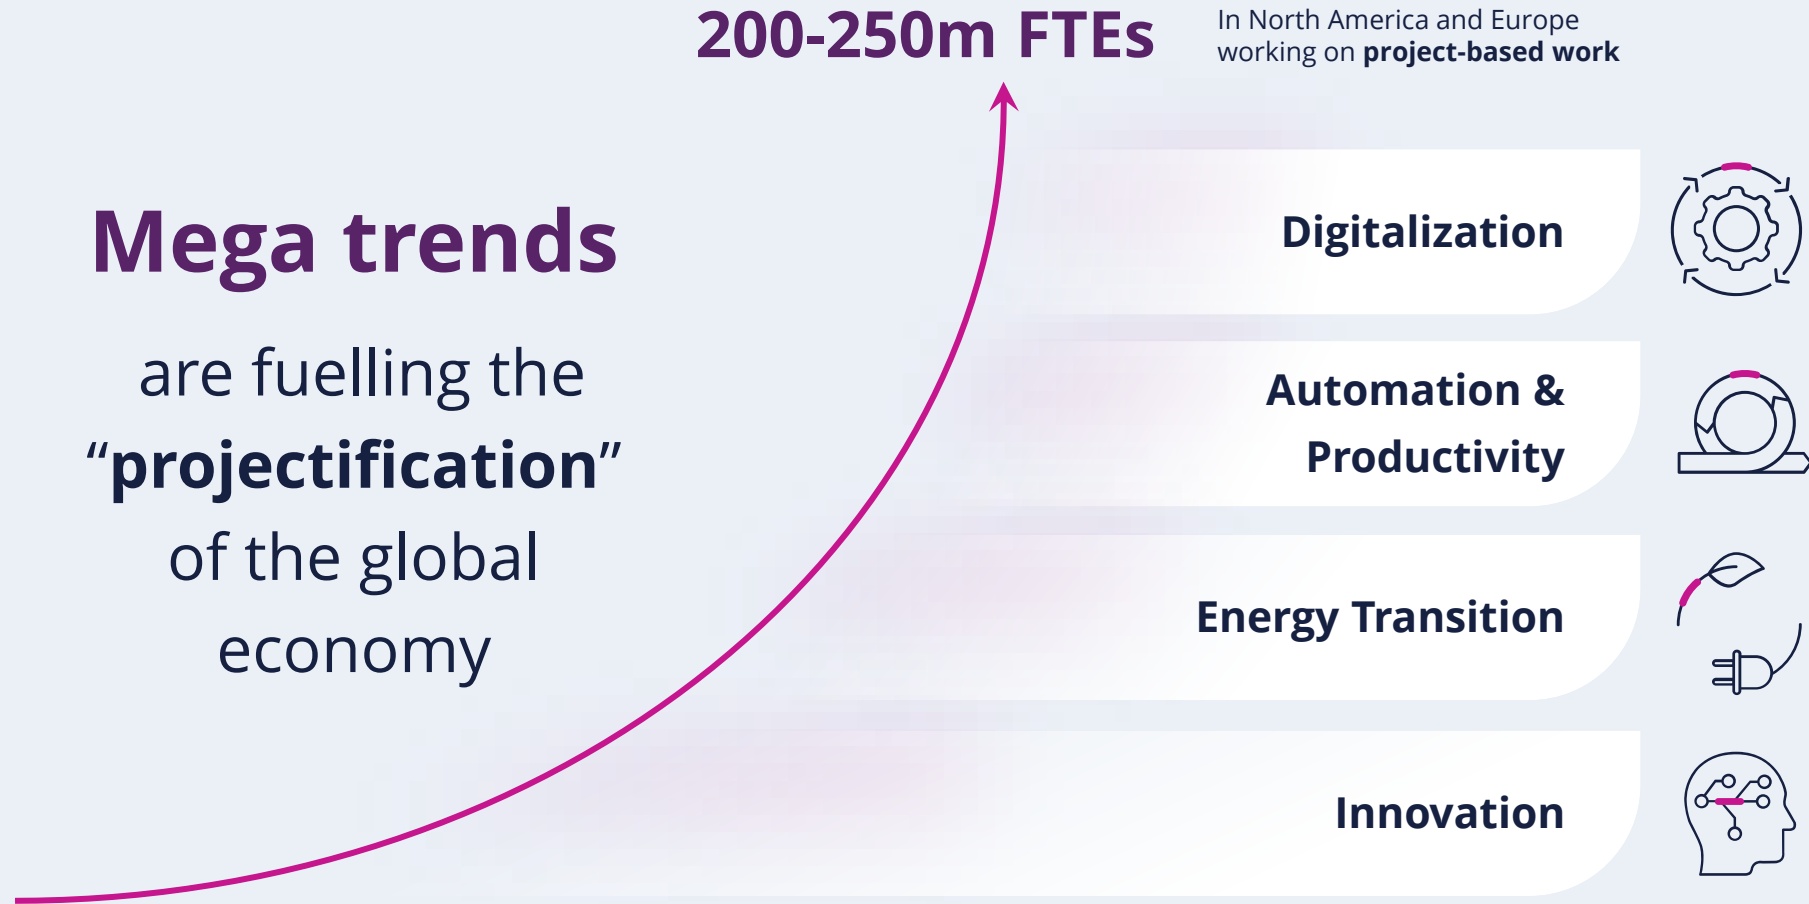 200-250m FTEs
In North America and Europe
working on project-based work
Mega trends
are fuelling the
“projectification”
of the global
economy
Digitalization
Automation &
Productivity
Energy Transition
Innovation